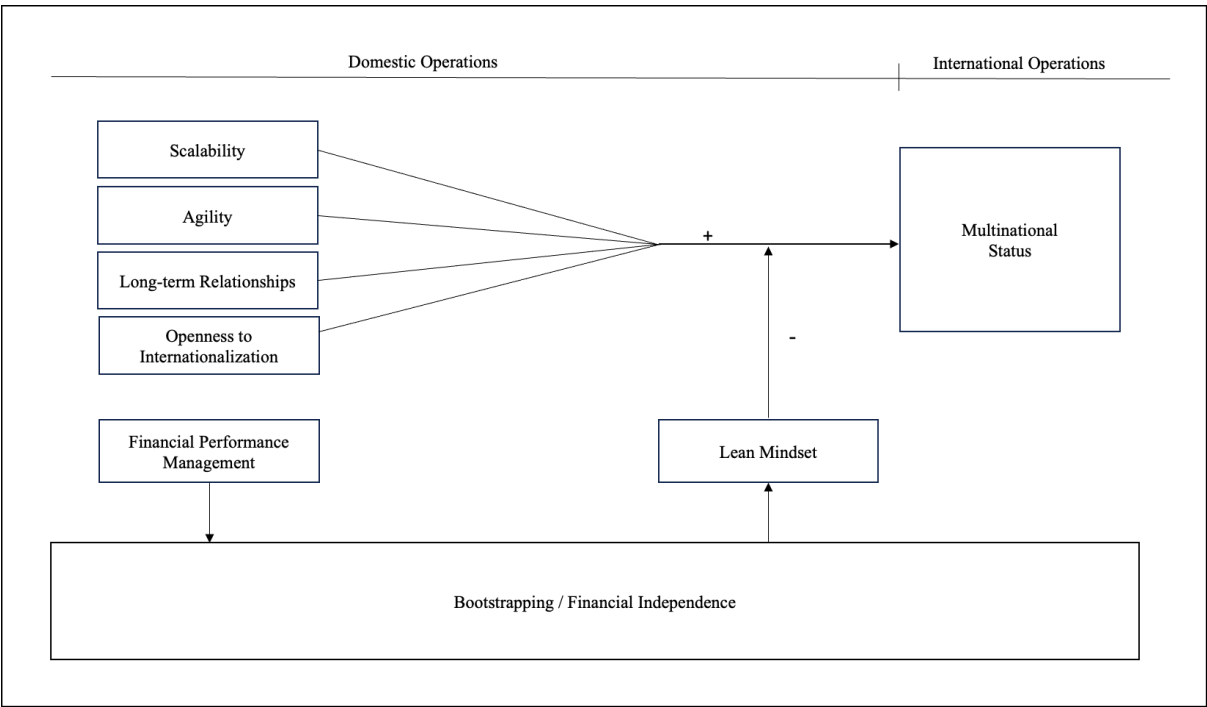 Domestic Operations
International Operations
Scalability
Agility
Long-term Relationships
Openness to
Internationalization
+
Multinational
Status
-
Financial Performance
Management
Lean Mindset
Bootstrapping / Financial Independence